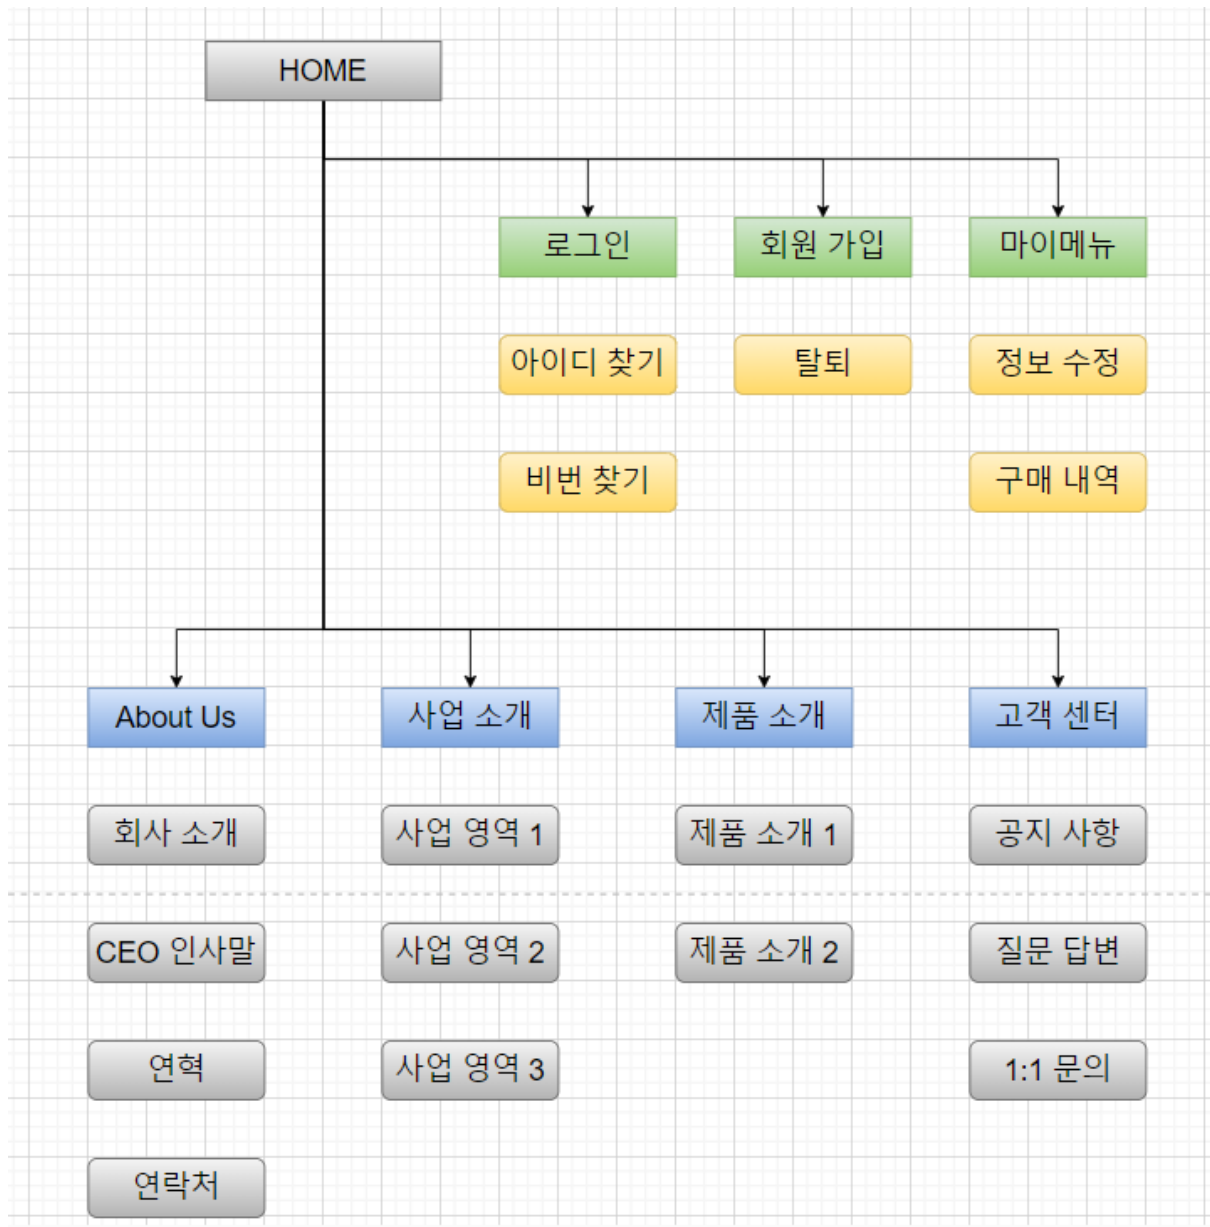 HOME
로그인
회원 가입
마이메뉴
아이디 찾기
탈퇴
정보 수정
비번 찾기
구매 내역
About Us
사업 소개
제품 소개
고객 센터
회사 소개
사업 영역 1
제품 소개 1
공지 사항
CEO 인사말
사업 영역 2
제품 소개 2
질문 답변
연혁
사업 영역 3
1:1 문의
연락처